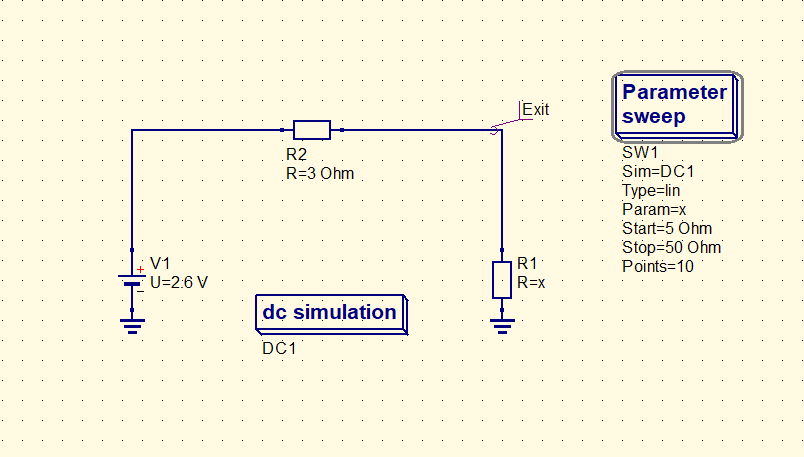 Exit
R2
R=3 Ohm
V1
U=2.6 V
R1
R=x
dc simulation
DC1
Parameter
sweep
SW1
Sim=DC1
Type=lin
Param=x
Start=5 Ohm
Stop=50 Ohm
Points=10